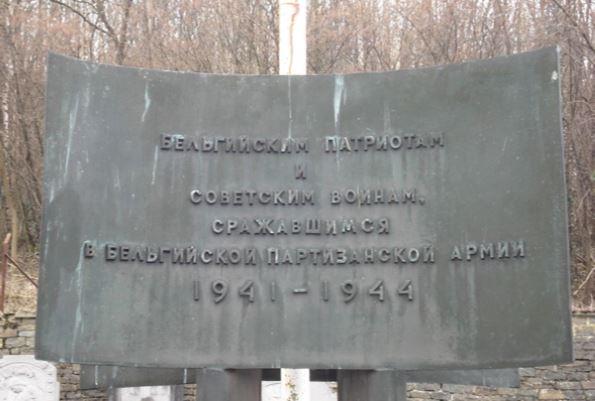 БЕЛЬГИЙСКИМ ПАТРИОТАМ
И
СОВЕТСКИМ ВОИНАМ,
СРАЖАВШИМСЯ
В БЕЛЬГИЙСКОЙ ПАРТИЗАНСКОЙ АРМИИ
1941-1944